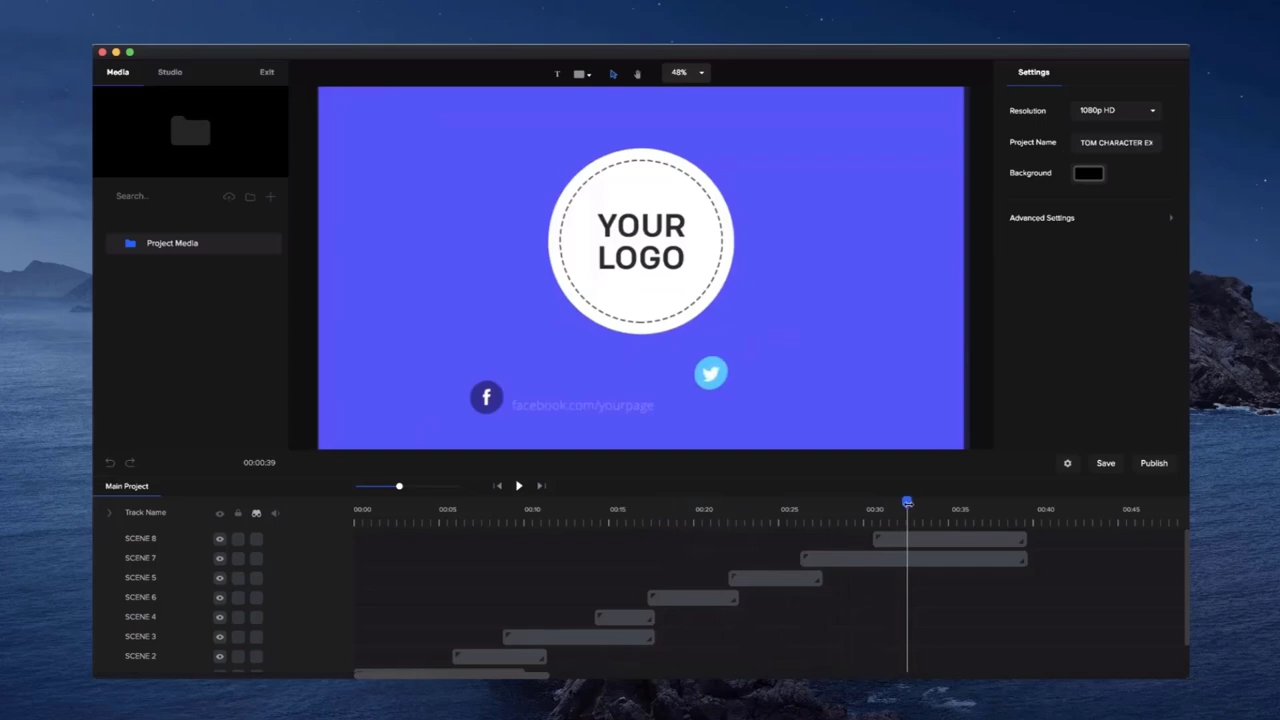 Media Studio Exit
T 48%
Settings
Resolution 1080p HD
Project Name TOM CHARACTER EX
Background
Advanced Settings
Search..
Project Media
YOUR
LOGO
f facebook.com/yourpage
00:00:39
Save Publish
Main Project
Track Name
00:00 00:05 00:10 00:15 00:20 00:25 00:30 00:35 00:40 00:45
SCENE 8
SCENE 7
SCENE 5
SCENE 6
SCENE 4
SCENE 3
SCENE 2